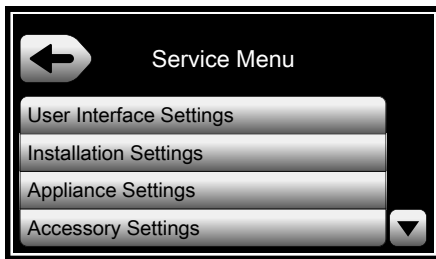 Service Menu
User Interface Settings
Installation Settings
Appliance Settings
Accessory Settings